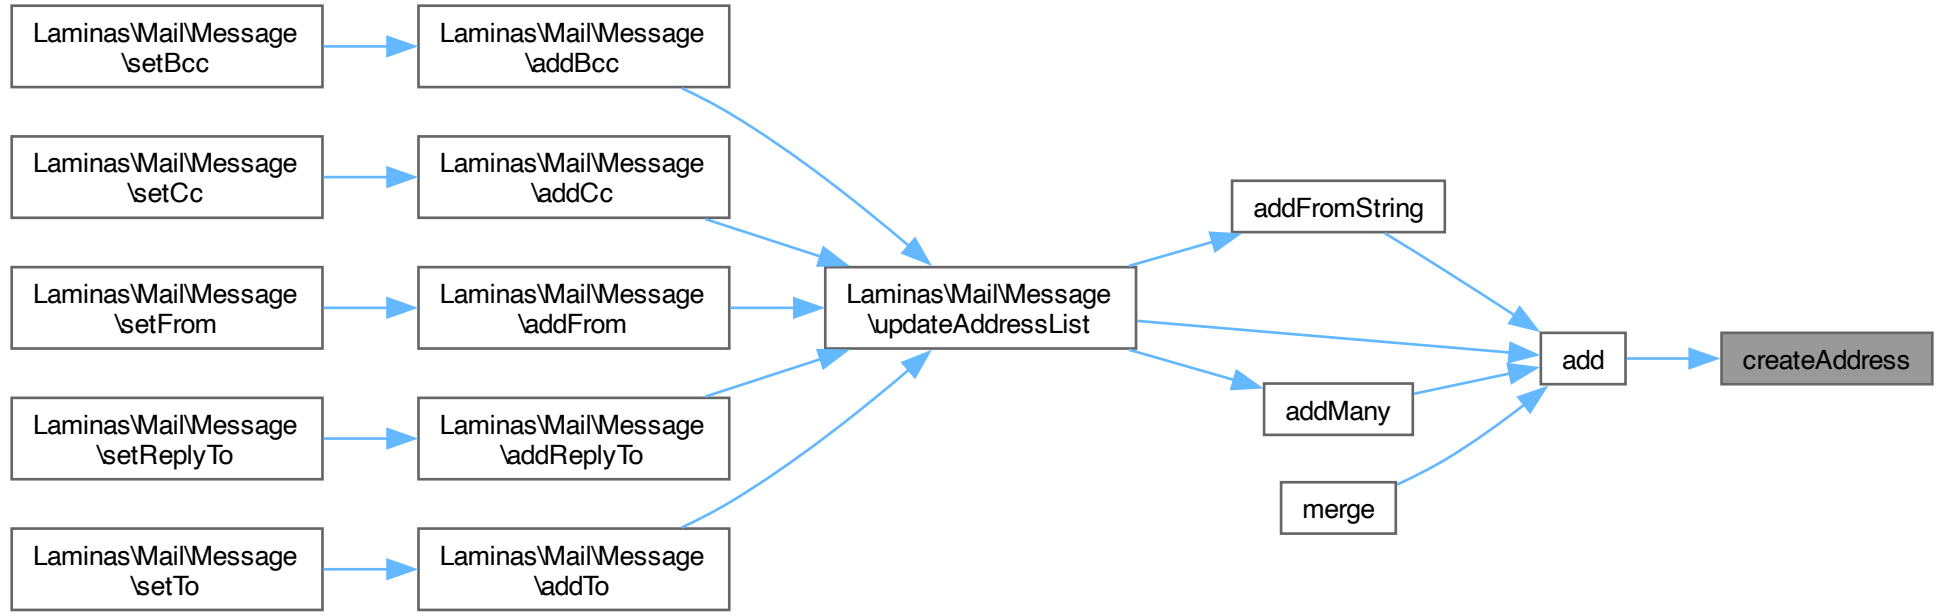 Laminas\Mail\Message
\setBcc
Laminas\Mail\Message
\addBcc
Laminas\Mail\Message
\setCc
Laminas\Mail\Message
\addCc
Laminas\Mail\Message
\setFrom
Laminas\Mail\Message
\addFrom
Laminas\Mail\Message
\setReplyTo
Laminas\Mail\Message
\addReplyTo
Laminas\Mail\Message
\setTo
Laminas\Mail\Message
\addTo
Laminas\Mail\Message
\updateAddressList
addFromString
addMany
merge
add
createAddress